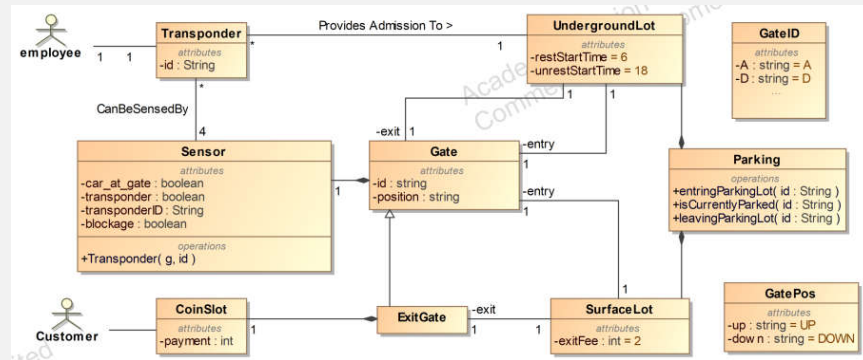 Transponder
attributes
-id : String
employee
1
1
*
Provides Admission To >
1
UndergroundLot
attributes
-restStartTime = 6
-unrestStartTime = 18
GateID
attributes
-A : string = A
-D : string = D
...
*
CanBeSensedBy
4
1
1
-exit
1
-entry
1
Sensor
attributes
-car_at_gate : boolean
-transponder : boolean
-transponderID : String
-blockage : boolean
operations
+Transponder( g, id )
1
Gate
attributes
-id : string
-position : string
-entry
1
Parking
operations
+entringParkingLot( id : String )
+isCurrentlyParked( id : String )
+leavingParkingLot( id : String )
1
Customer
CoinSlot
attributes
-payment : int
1
ExitGate
-exit
1
1
SurfaceLot
attributes
-exitFee : int = 2
GatePos
attributes
-up : string = UP
-down : string = DOWN